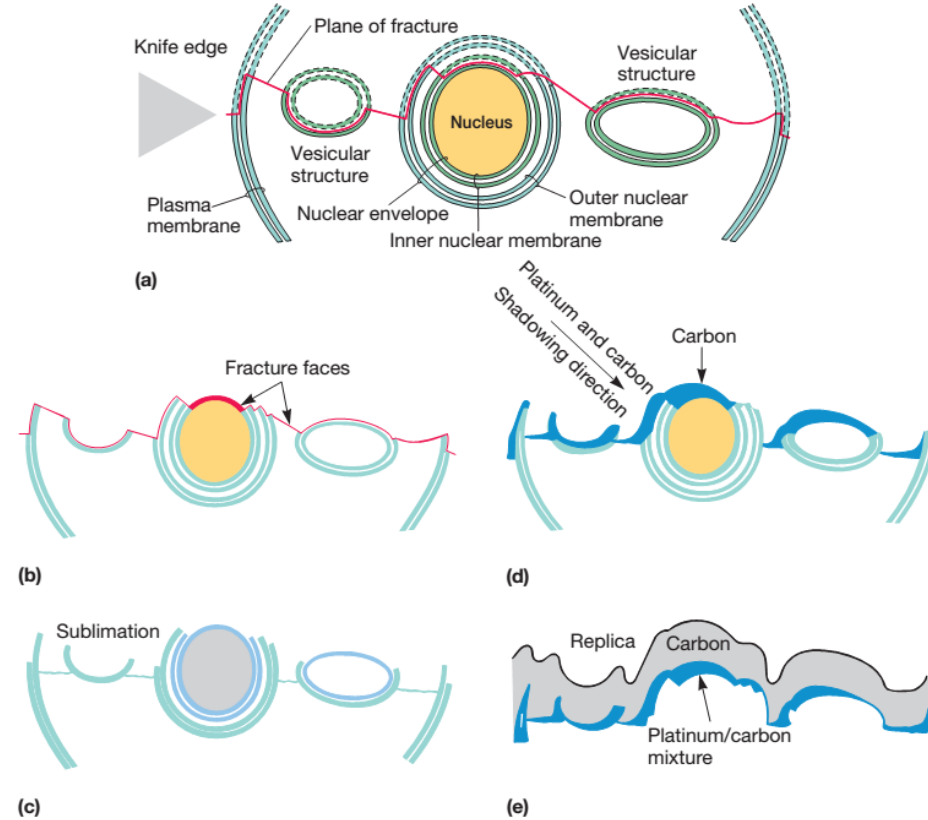 Knife edge
Plane of fracture
Vesicular
structure
Nucleus
Vesicular
structure
Plasma
membrane
Nuclear envelope
Inner nuclear membrane
Outer nuclear
membrane
(a)
Fracture faces
(b)
Platinum and carbon
Shadowing direction
Carbon
(d)
Sublimation
(c)
Replica
Carbon
Platinum/carbon
mixture
(e)